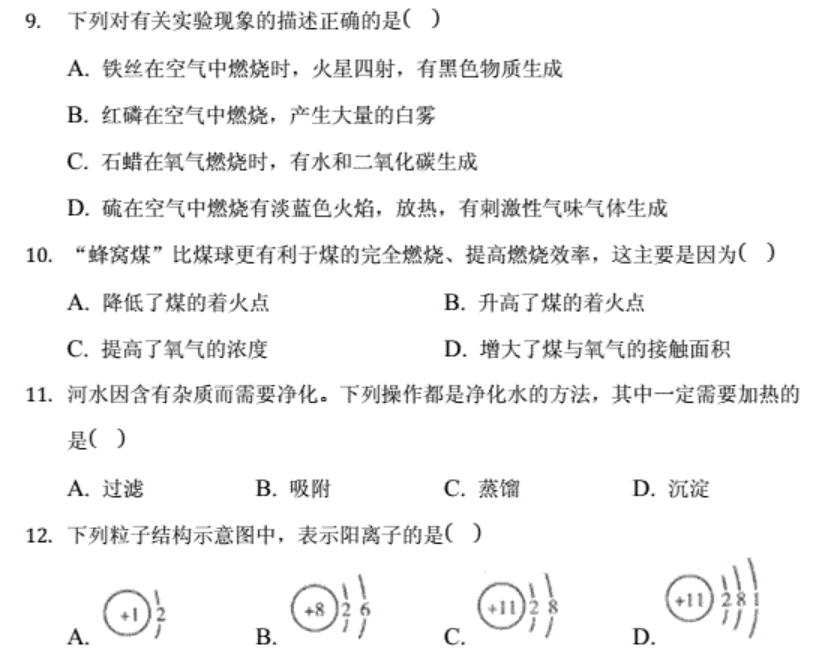 9. 下列对有关实验现象的描述正确的是( )
A. 铁丝在空气中燃烧时，火星四射，有黑色物质生成
B. 红磷在空气中燃烧，产生大量的白雾
C. 石蜡在氧气燃烧时，有水和二氧化碳生成
D. 硫在空气中燃烧有淡蓝色火焰，放热，有刺激性气味气体生成
10. “蜂窝煤”比煤球更有利于煤的完全燃烧、提高燃烧效率，这主要是因为( )
A. 降低了煤的着火点 B. 升高了煤的着火点
C. 提高了氧气的浓度 D. 增大了煤与氧气的接触面积
11. 河水因含有杂质而需要净化。下列操作都是净化水的方法，其中一定需要加热的
是( )
A. 过滤 B. 吸附 C. 蒸馏 D. 沉淀
12. 下列粒子结构示意图中，表示阳离子的是( )
A. +1 2 B. +8 2 6 C. +11 2 8 D. +11 2 8 1